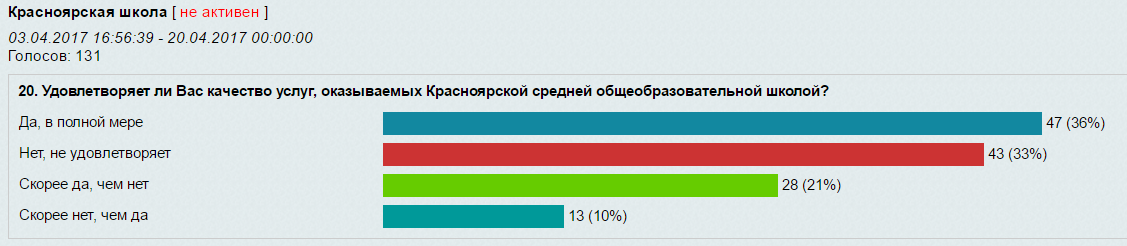 Красноярская школа [ не активен ]
03.04.2017 16:56:39 - 20.04.2017 00:00:00
Голосов: 131
20. Удовлетворяет ли Вас качество услуг, оказываемых Красноярской средней общеобразовательной школой?
Да, в полной мере 47 (36%)
Нет, не удовлетворяет 43 (33%)
Скорее да, чем нет 28 (21%)
Скорее нет, чем да 13 (10%)